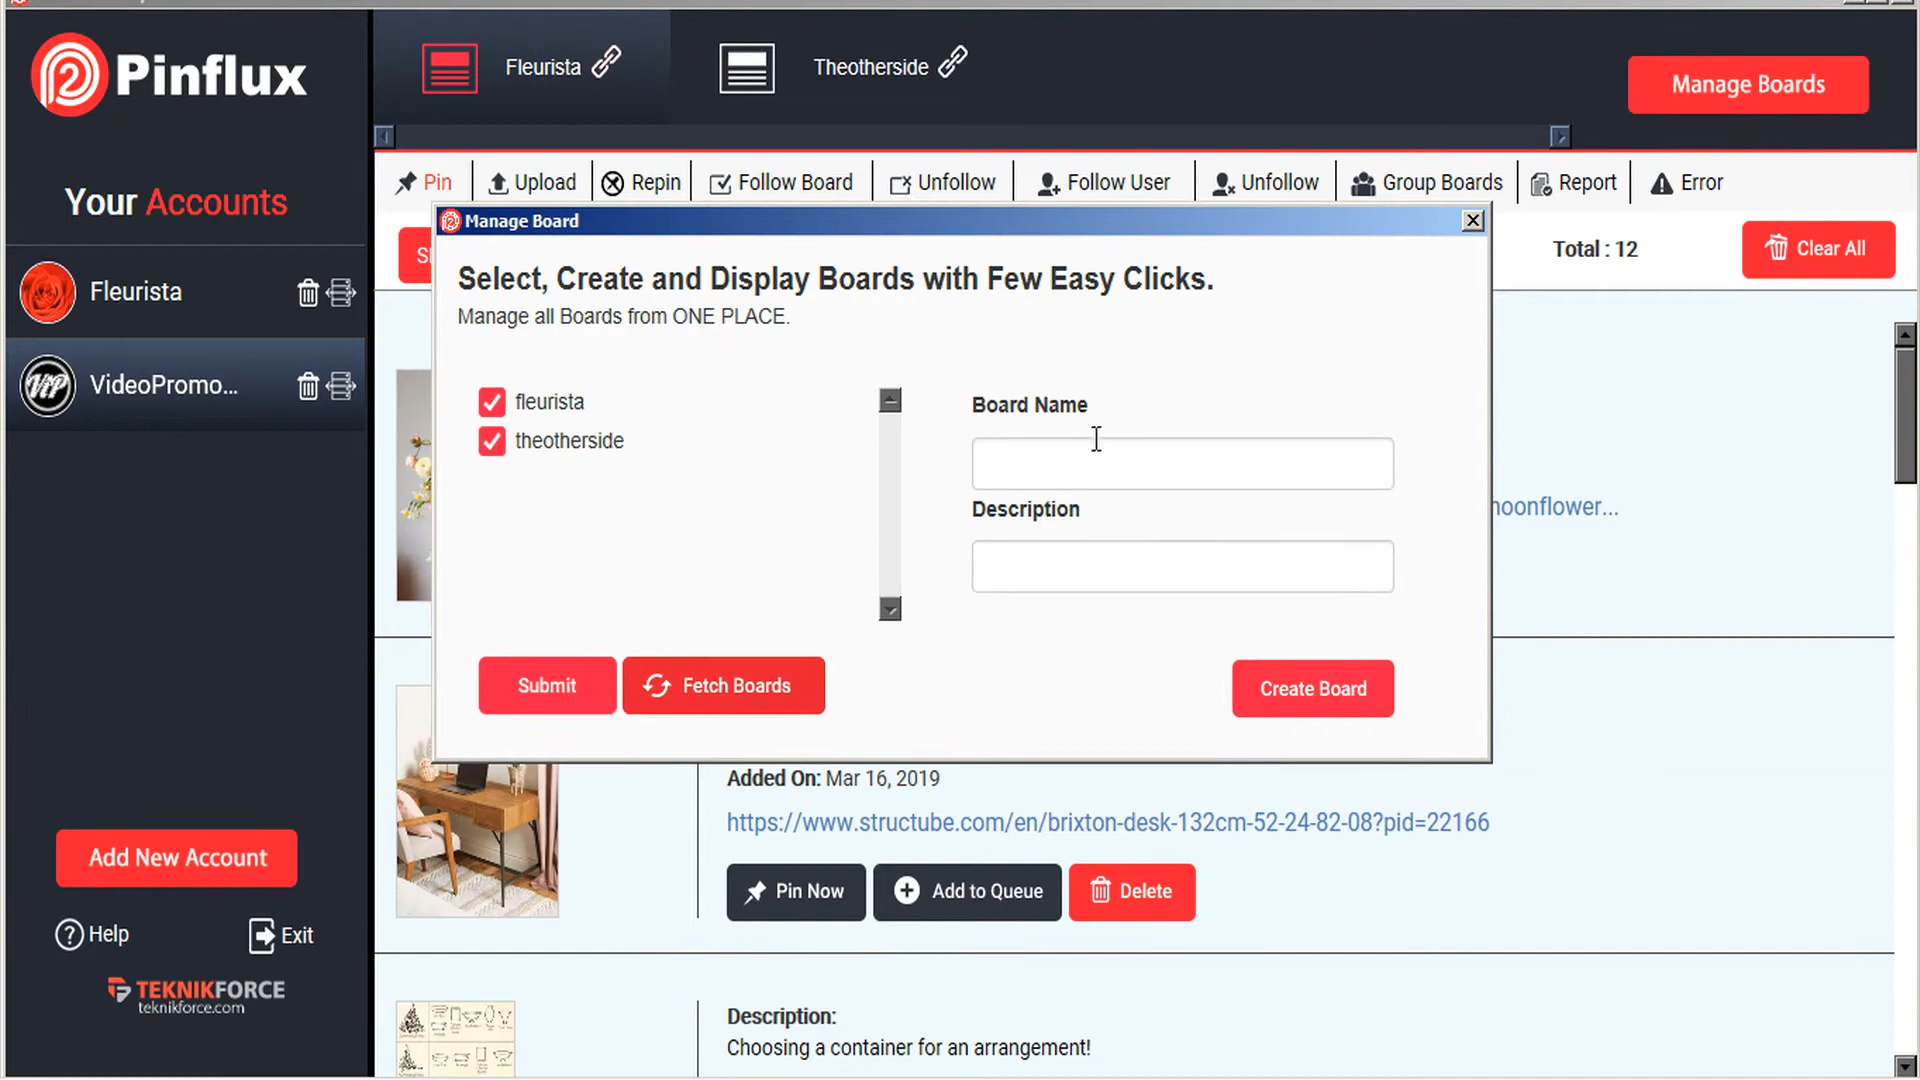 Pinflux
Fleurista
Theotherside
Manage Boards
Your Accounts
Pin
Upload
Repin
Follow Board
Unfollow
Follow User
Unfollow
Group Boards
Report
Error
Manage Board
Total : 12
Clear All
Fleurista
VideoPromo...
Select, Create and Display Boards with Few Easy Clicks.
Manage all Boards from ONE PLACE.
fleurista
theotherside
Board Name
Description
Submit
Fetch Boards
Create Board
moonflower...
Added On: Mar 16, 2019
https://www.structube.com/en/brixton-desk-132cm-52-24-82-08?pid=22166
Pin Now
Add to Queue
Delete
Add New Account
Help
Exit
TEKNIKFORCE
teknikforce.com
Description:
Choosing a container for an arrangement!